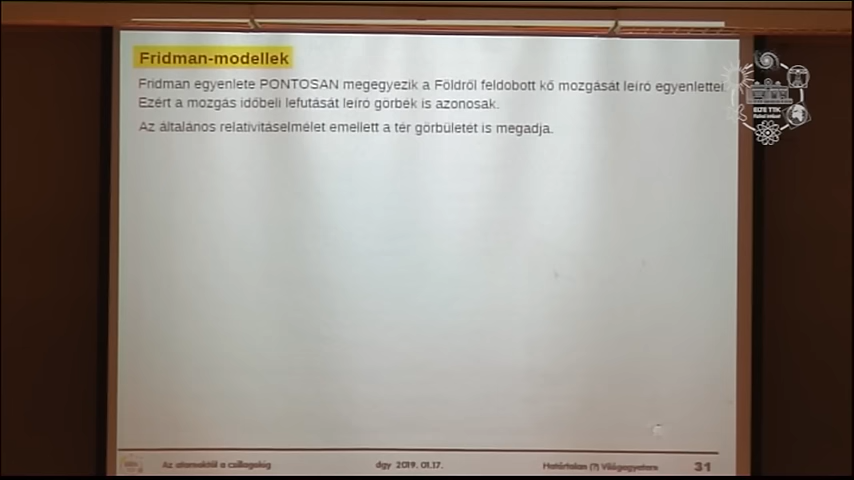 Fridman-modellek
Fridman egyenlete PONTOSAN megegyezik a Földről feldobott kő mozgását leíró egyenlettel.
Ezért a mozgás időbeli lefutását leíró görbék is azonosak.
Az általános relativitáselmélet emellett a tér görbületét is megadja.
ELTE TTK
Az atomoktól a csillagokig
dgy 2019. 01.17.
Határtalan (?) Világegyetem
31